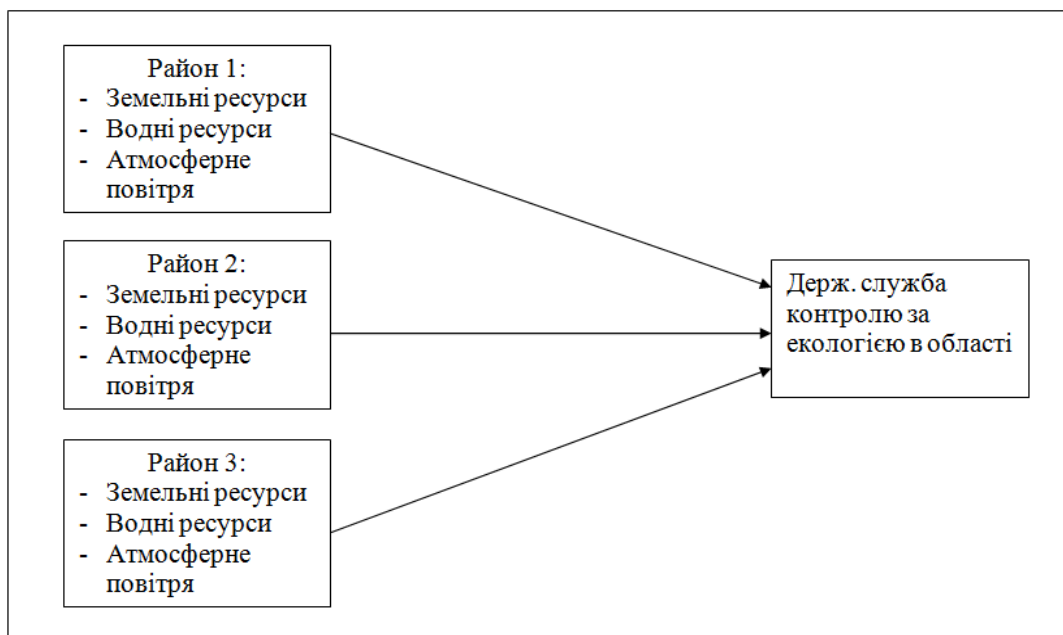 Район 1:
- Земельні ресурси
- Водні ресурси
- Атмосферне
повітря
Район 2:
- Земельні ресурси
- Водні ресурси
- Атмосферне
повітря
Район 3:
- Земельні ресурси
- Водні ресурси
- Атмосферне
повітря
Держ. служба
контролю за
екологією в області